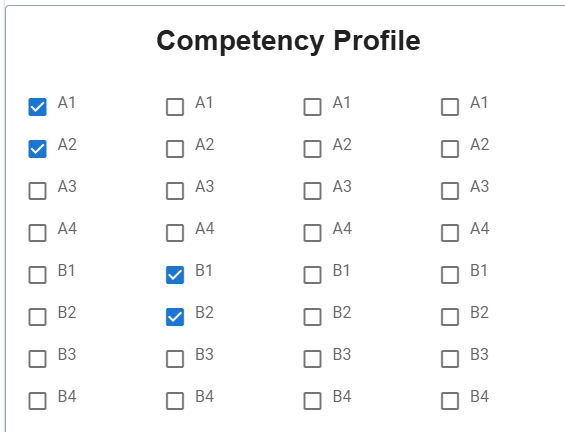 Competency Profile
A1 A1 A1 A1
A2 A2 A2 A2
A3 A3 A3 A3
A4 A4 A4 A4
B1 B1 B1 B1
B2 B2 B2 B2
B3 B3 B3 B3
B4 B4 B4 B4